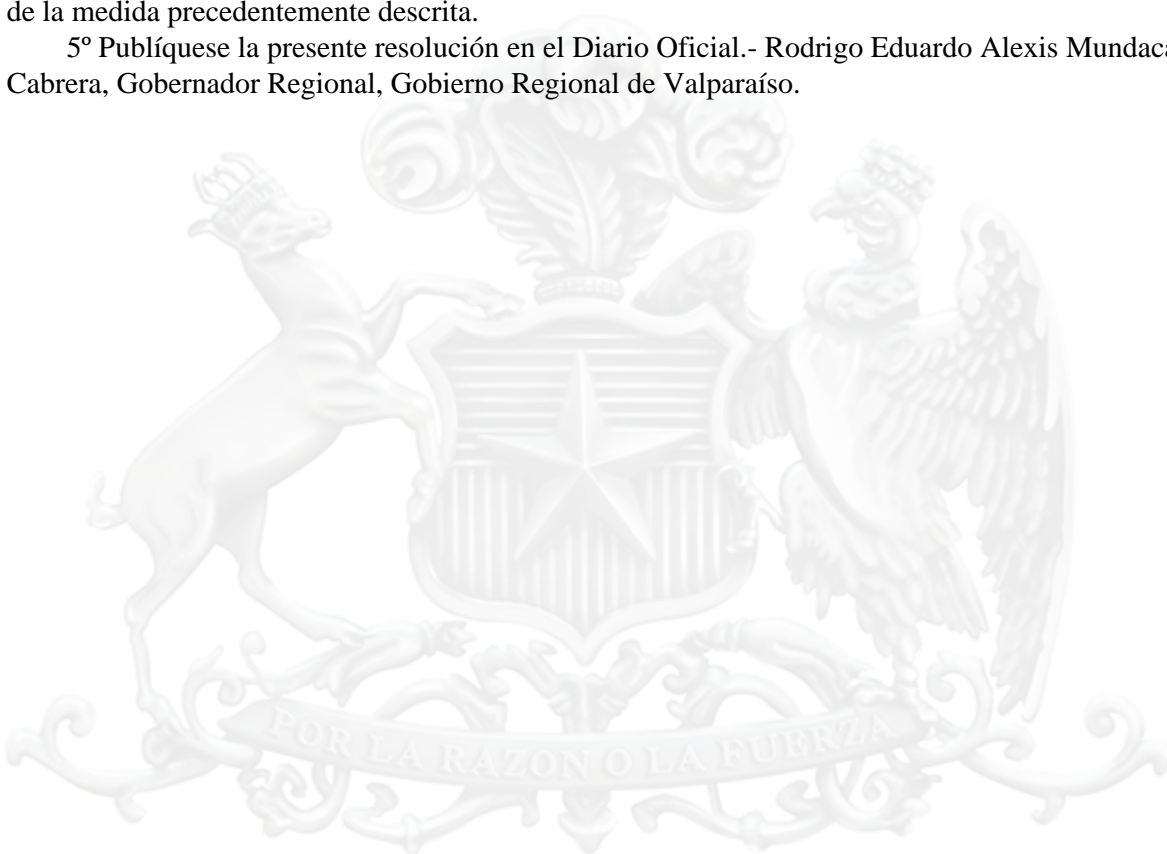 de la medida precedentemente descrita.
5º Publíquese la presente resolución en el Diario Oficial.- Rodrigo Eduardo Alexis Mundaca
Cabrera, Gobernador Regional, Gobierno Regional de Valparaíso.
POR LA RAZON O LA FUERZA